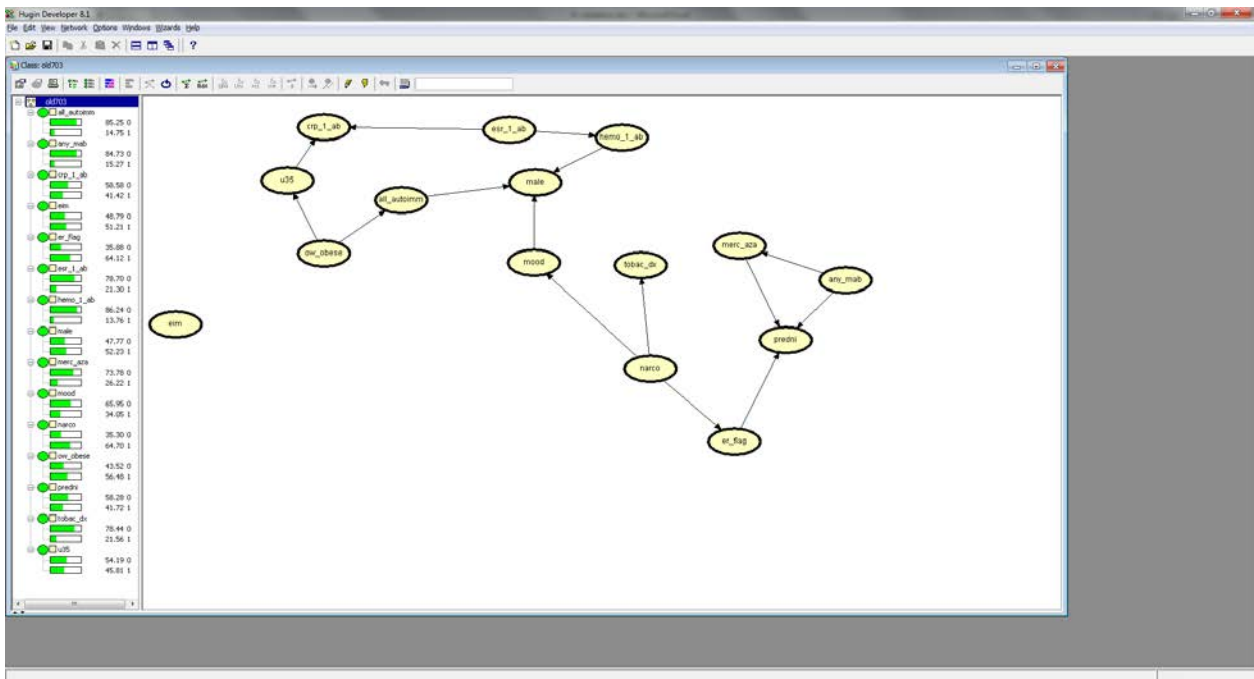 Hugin Developer 8.1
File Edit View Network Options Windows Wizards Help
Class: old703
old703
all_autoimm
85.25 0
14.75 1
any_mab
84.73 0
15.27 1
crp_1_ab
58.58 0
41.42 1
eim
48.79 0
51.21 1
er_flag
35.88 0
64.12 1
esr_1_ab
78.70 0
21.30 1
hemo_1_ab
86.24 0
13.76 1
male
47.77 0
52.23 1
merc_aza
73.78 0
26.22 1
mood
65.95 0
34.05 1
narco
35.30 0
64.70 1
ow_obese
43.52 0
56.48 1
predni
58.28 0
41.72 1
tobac_dx
78.44 0
21.56 1
u35
54.19 0
45.81 1
crp_1_ab
esr_1_ab
hemo_1_ab
u35
male
all_autoimm
ow_obese
mood
tobac_dx
merc_aza
any_mab
eim
predni
narco
er_flag